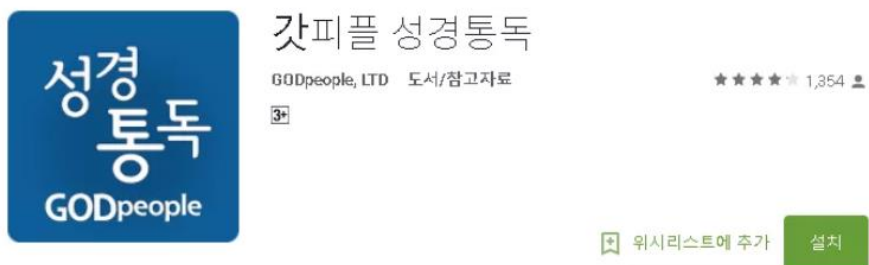 성경
통독
GODpeople
갓피플 성경통독
GODpeople, LTD 도서/참고자료
1,354
3+
위시리스트에 추가
설치